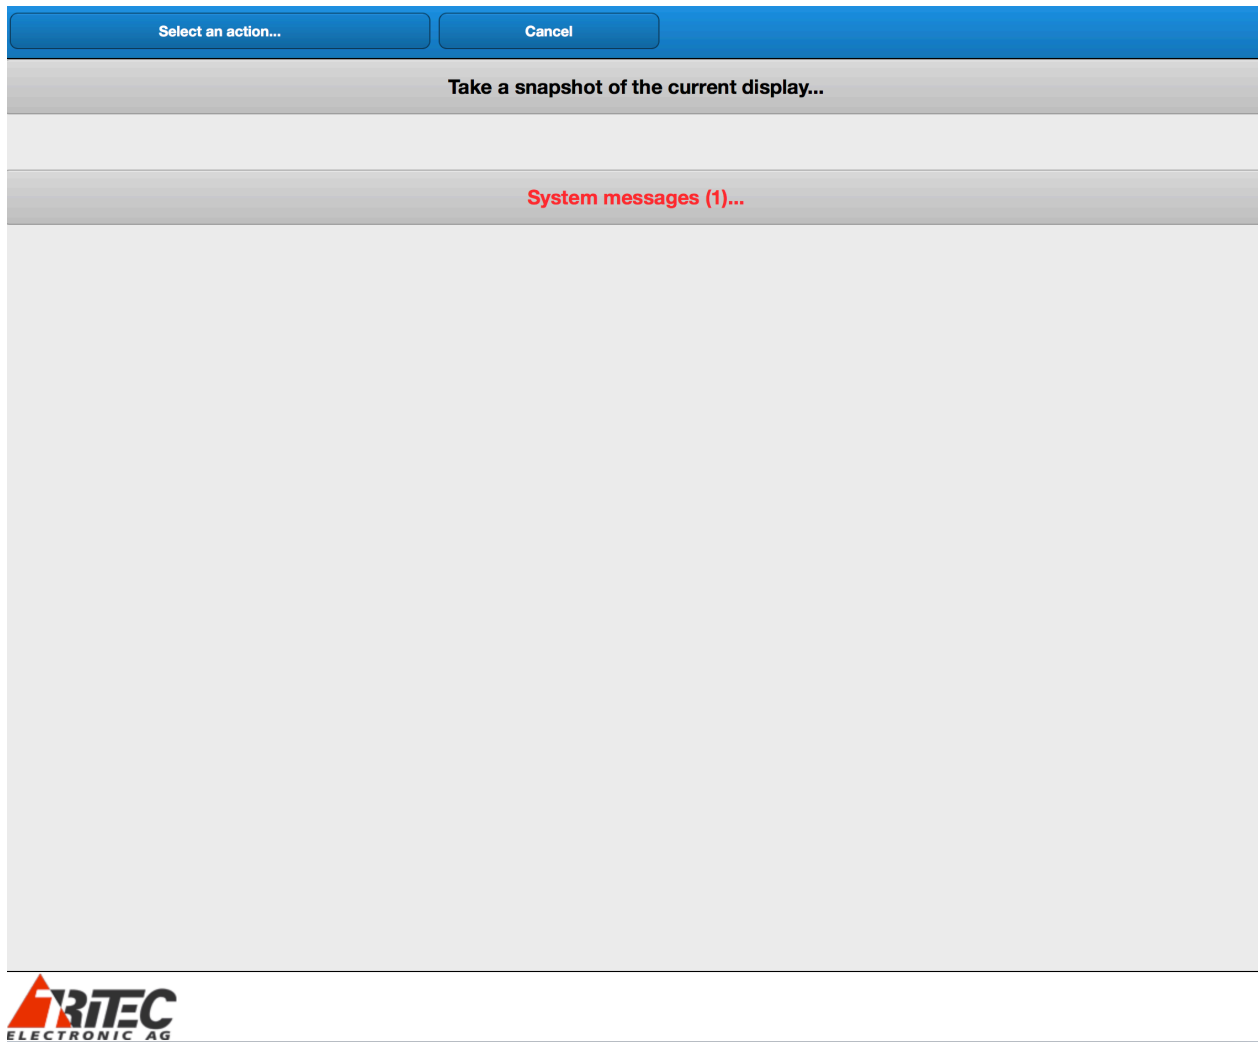 Select an action...
Cancel
Take a snapshot of the current display...
System messages (1)...
TRiTEC
ELECTRONIC AG